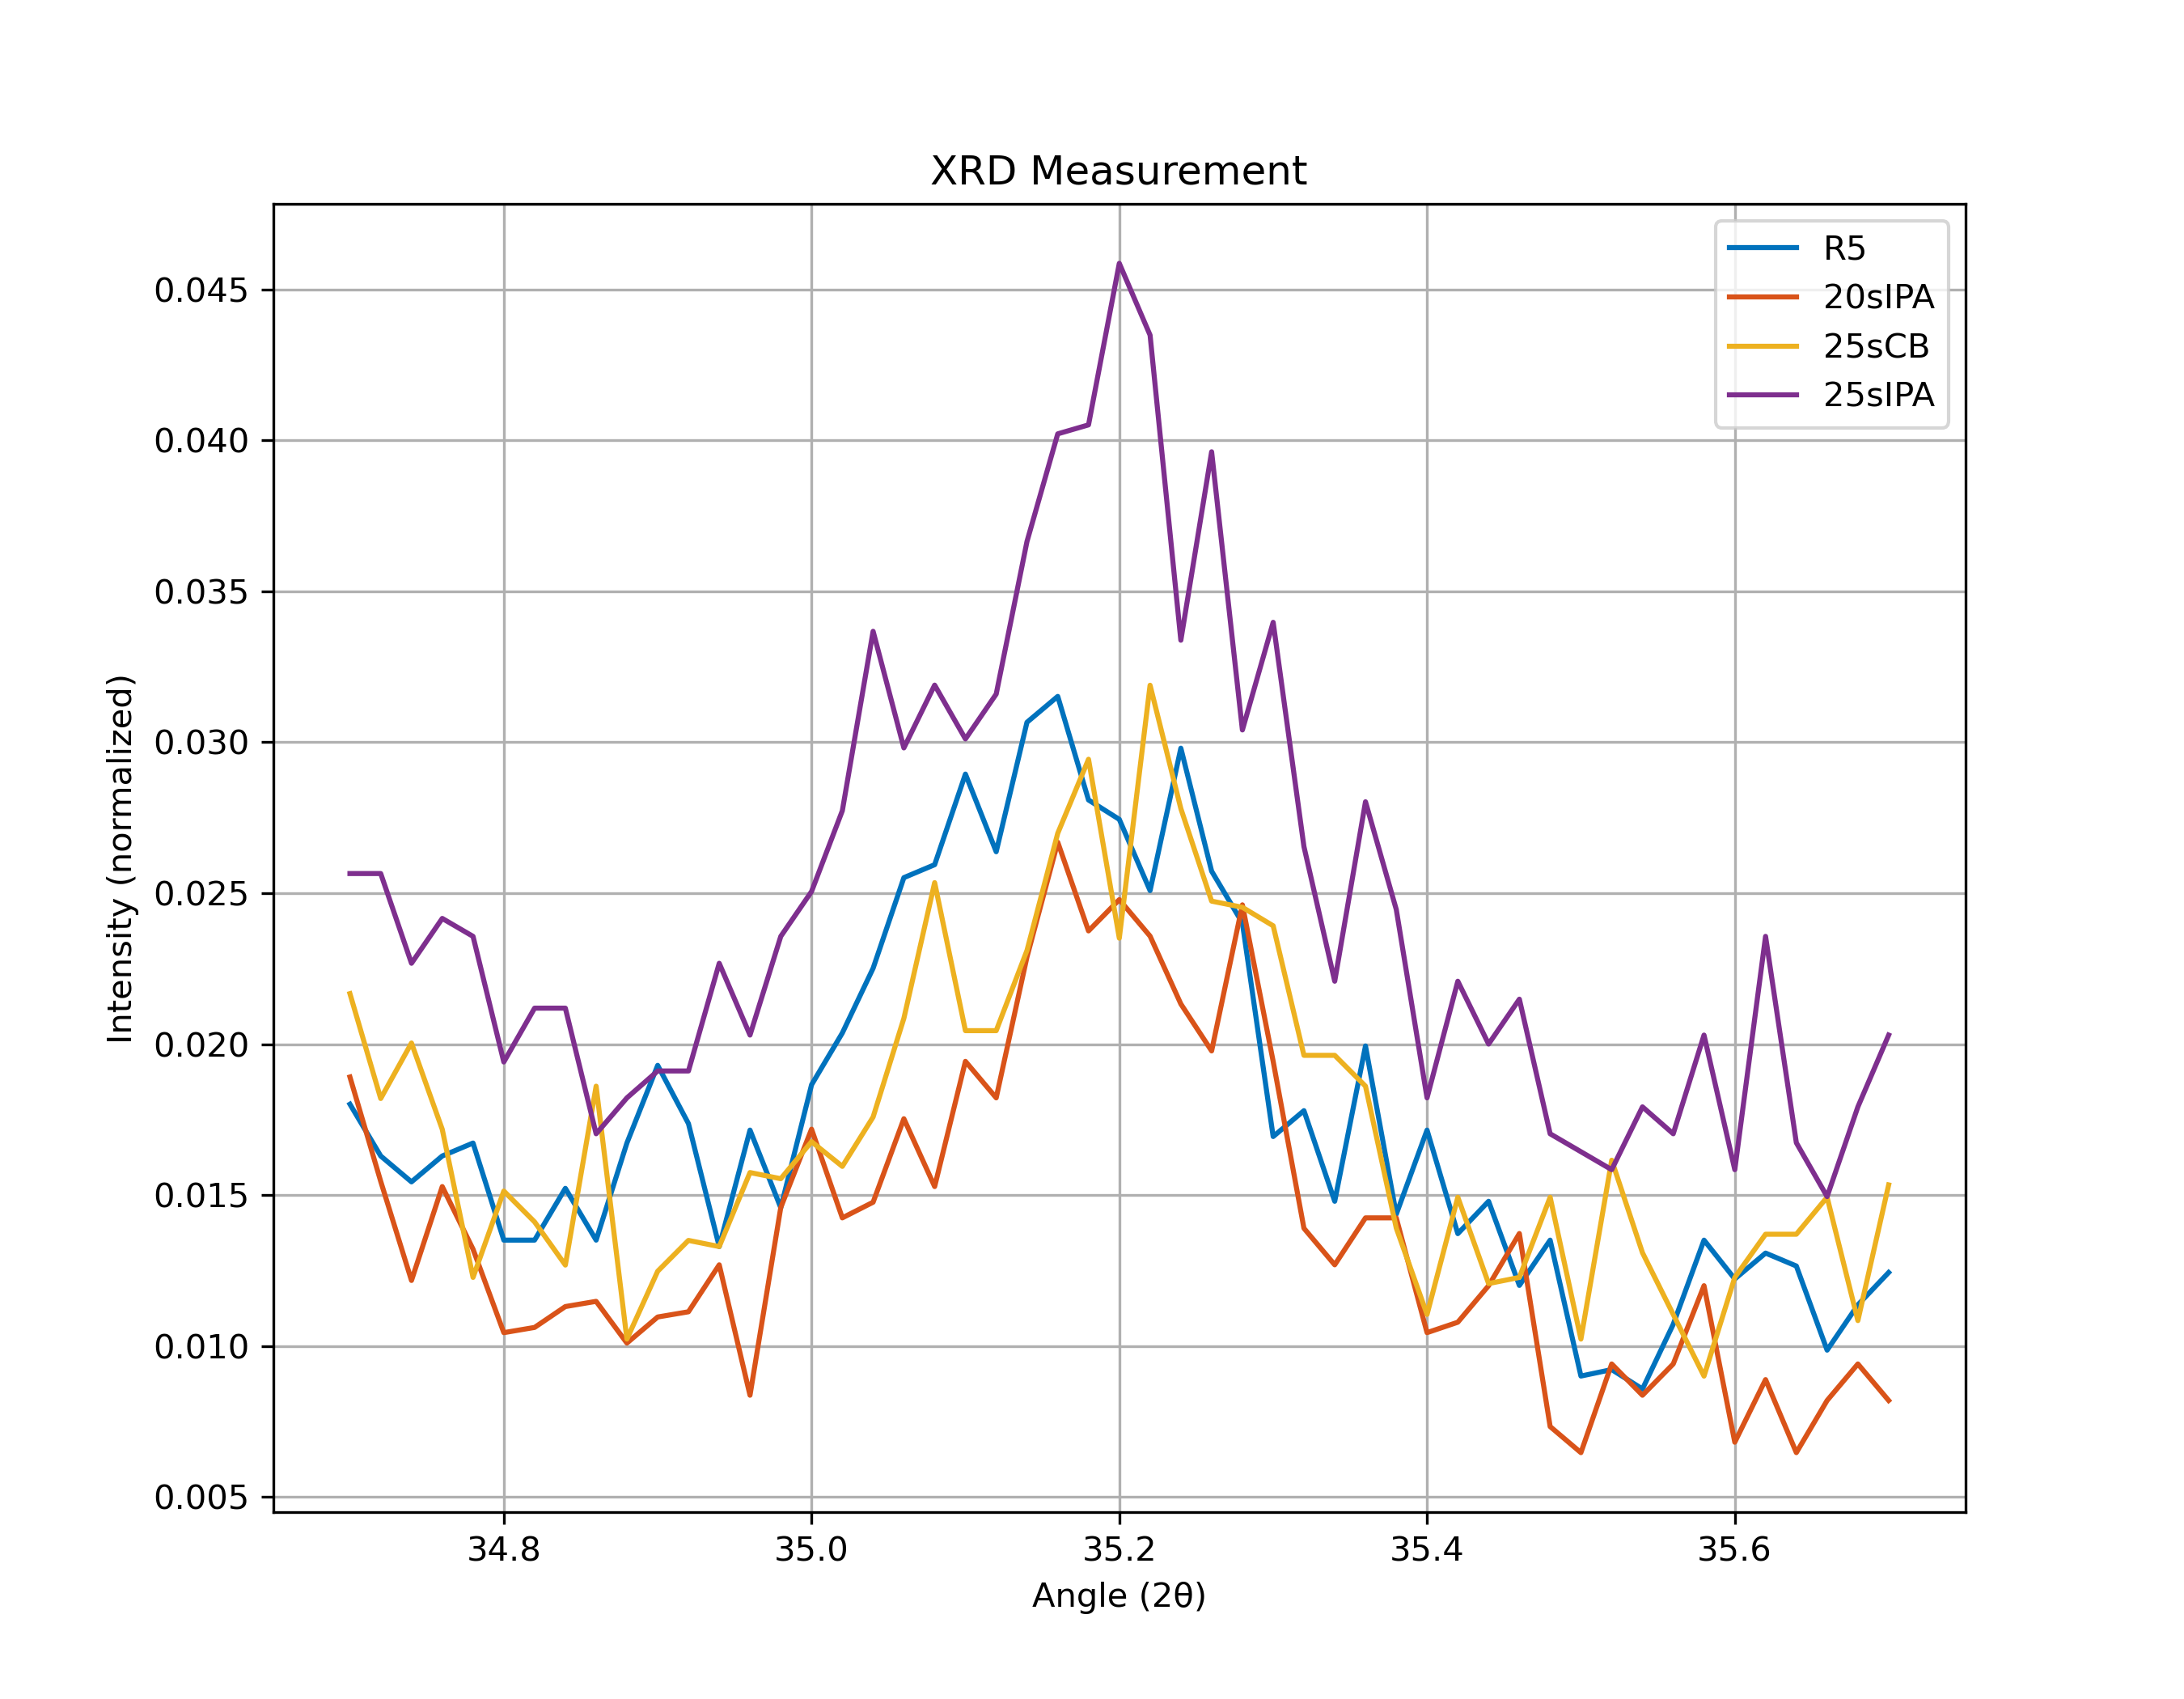 XRD Measurement
R5
20sIPA
25sCB
25sIPA
Intensity (normalized)
0.045
0.040
0.035
0.030
0.025
0.020
0.015
0.010
0.005
34.8 35.0 35.2 35.4 35.6
Angle (2θ)